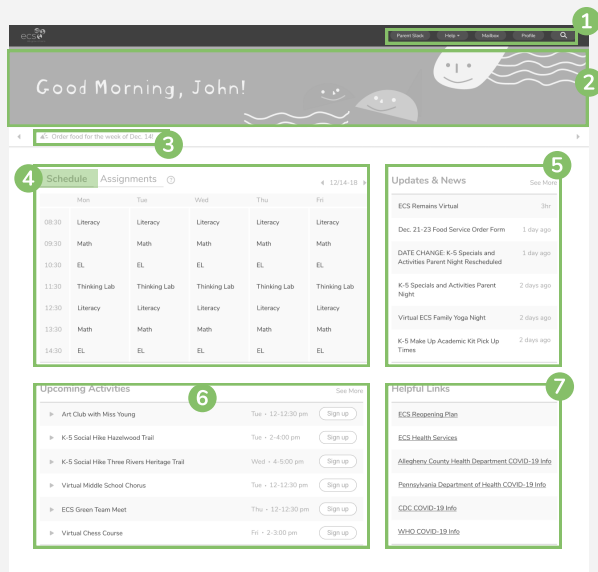 1
ecs
Parent Slack Help Mailbox Profile
2
Good Morning, John!
Order food for the week of Dec. 14!
3
4
Schedule Assignments ? 12/14-18
Mon Tue Wed Thu Fri
08:30 Literacy Literacy Literacy Literacy Literacy
09:30 Math Math Math Math Math
10:30 EL EL EL EL EL
11:30 Thinking Lab Thinking Lab Thinking Lab Thinking Lab Thinking Lab
12:30 Literacy Literacy Literacy Literacy Literacy
13:30 Math Math Math Math Math
14:30 EL EL EL EL EL
5
Updates & News See More
ECS Remains Virtual 3hr
Dec. 21-23 Food Service Order Form 1 day ago
DATE CHANGE: K-5 Specials and 1 day ago
Activities Parent Night Rescheduled
K-5 Specials and Activities Parent 2 days ago
Night
Virtual ECS Family Yoga Night 2 days ago
K-5 Make Up Academic Kit Pick Up 2 days ago
Times
Upcoming Activities See More
6
Art Club with Miss Young Tue • 12-12:30 pm Sign up
K-5 Social Hike Hazelwood Trail Tue • 2-4:00 pm Sign up
K-5 Social Hike Three Rivers Heritage Trail Wed • 4-5:00 pm Sign up
Virtual Middle School Chorus Tue • 12-12:30 pm Sign up
ECS Green Team Meet Thu • 12-12:30 pm Sign up
Virtual Chess Course Fri • 2-3:00 pm Sign up
7
Helpful Links
ECS Reopening Plan
ECS Health Services
Allegheny County Health Department COVID-19 Info
Pennsylvania Department of Health COVID-19 Info
CDC COVID-19 Info
WHO COVID-19 Info